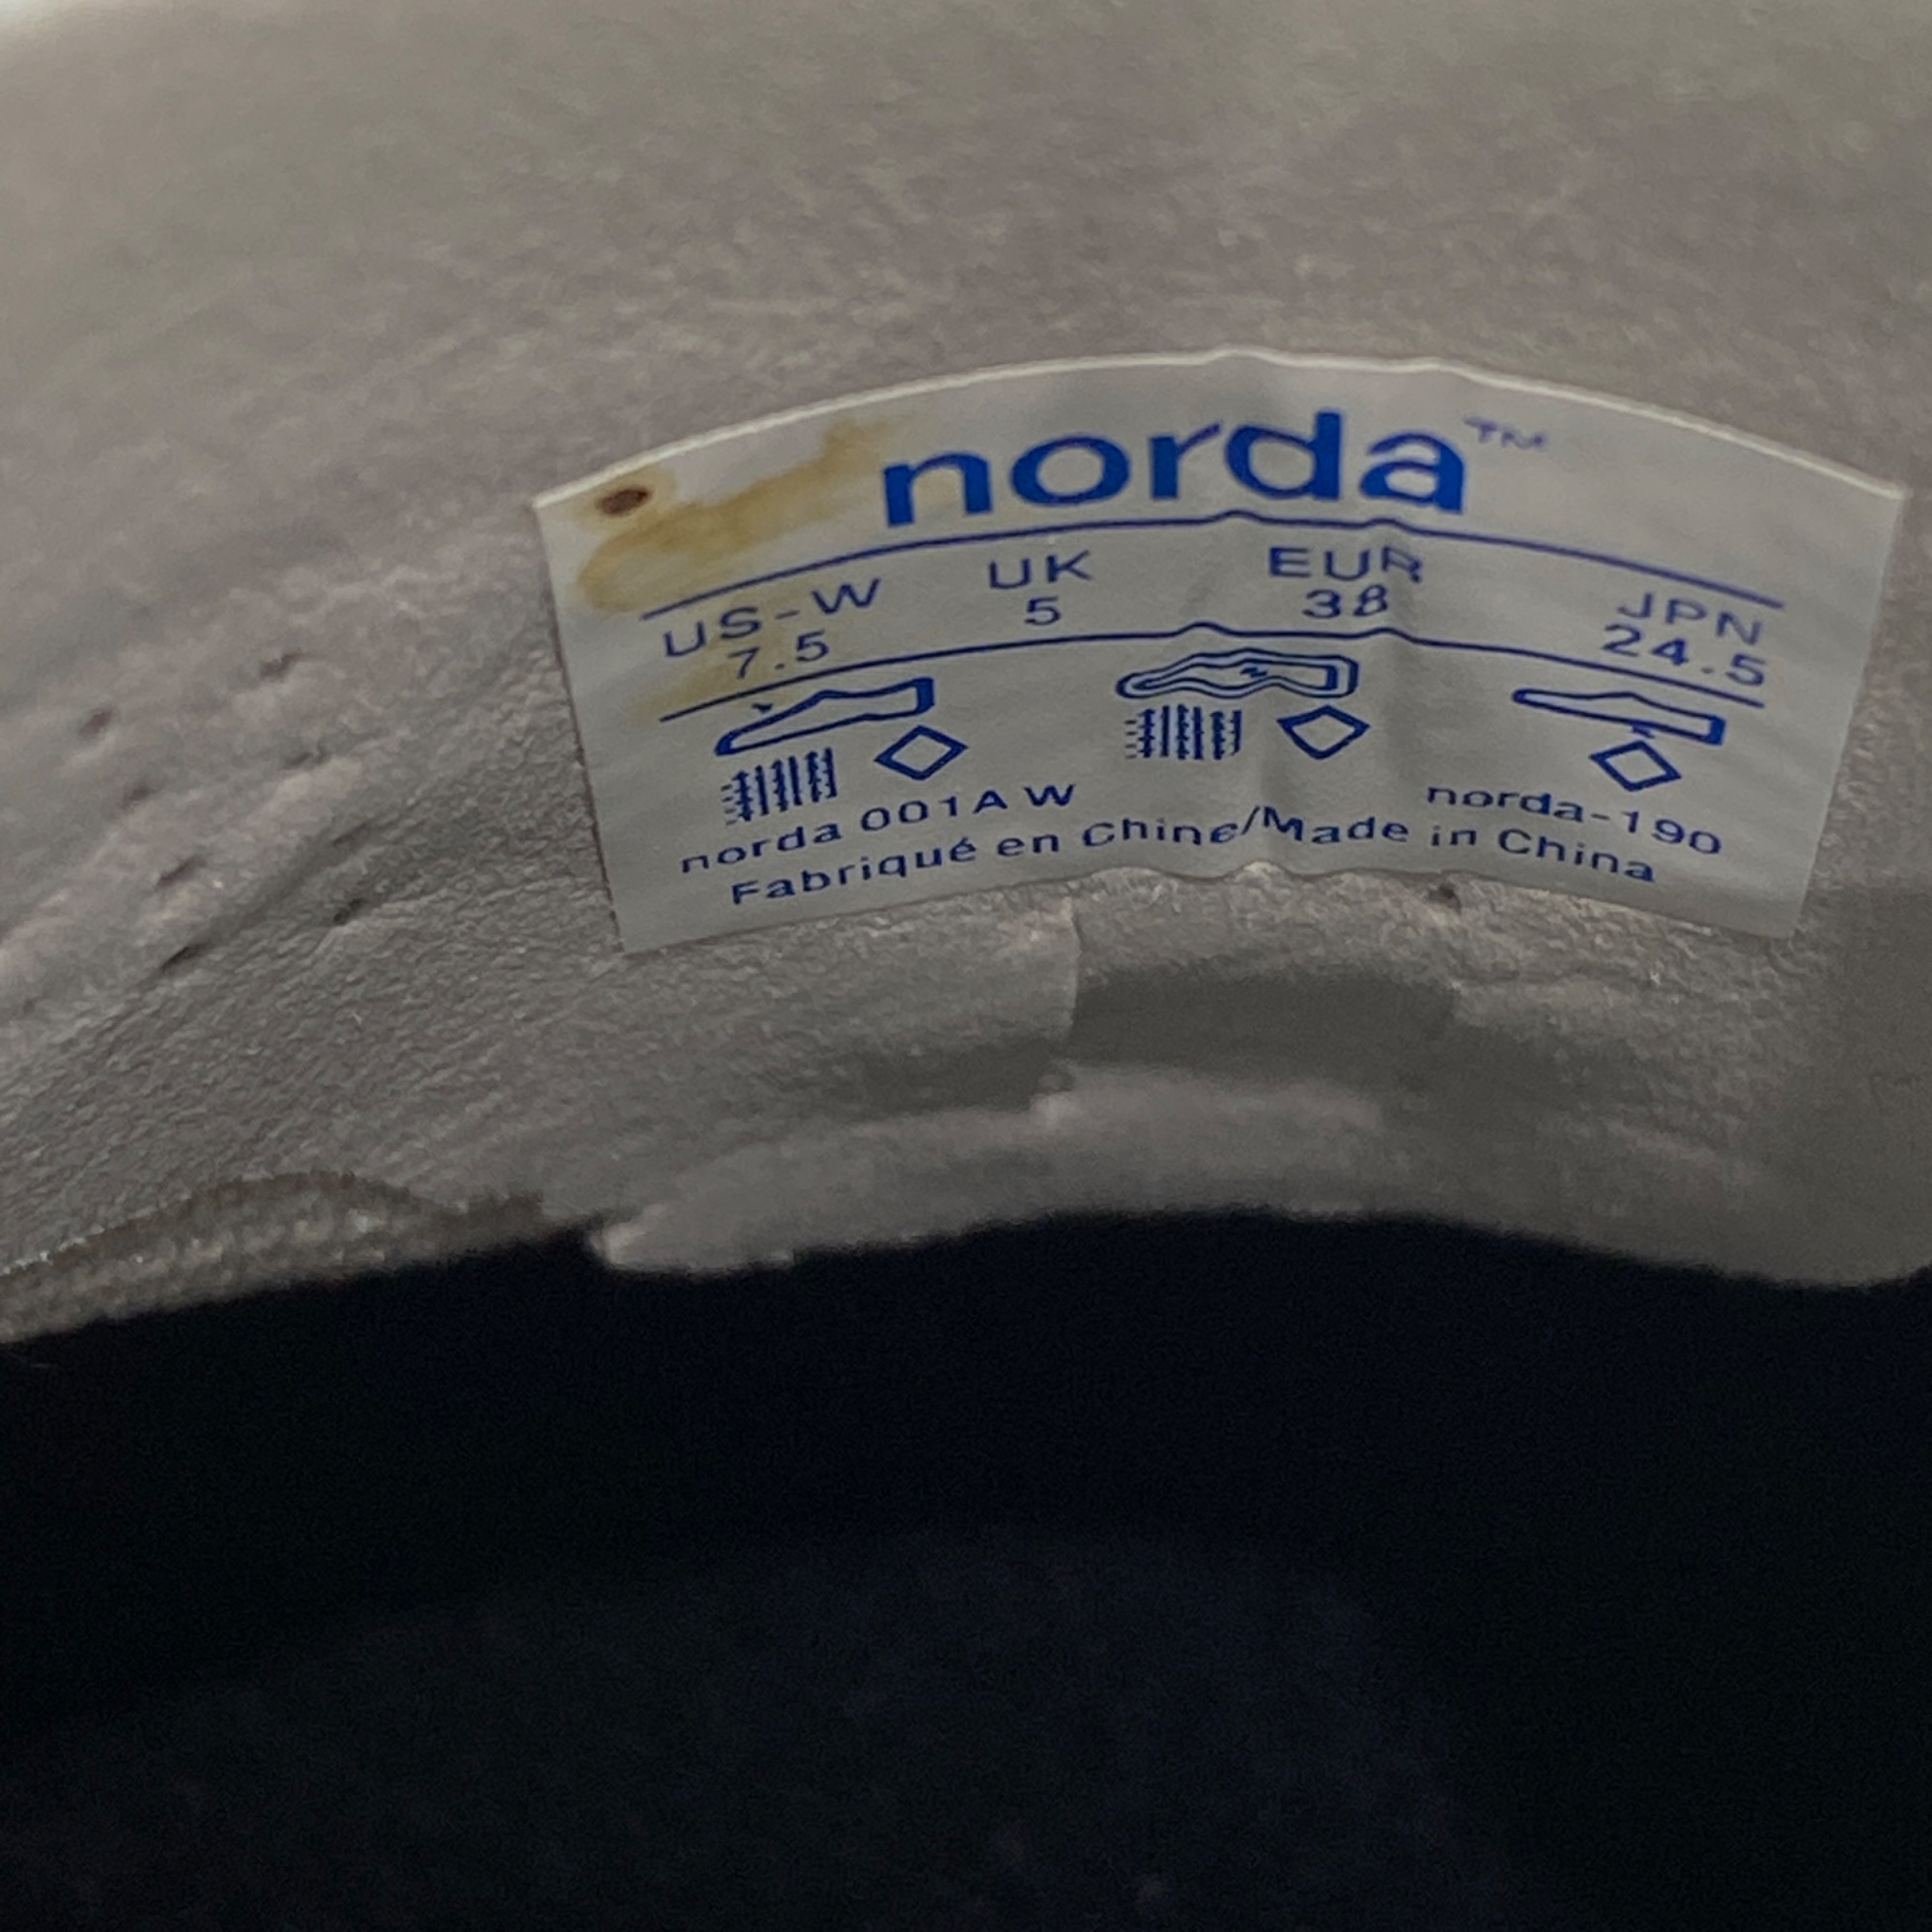 norda™
US-W UK EUR JPN
7.5 5 38 24.5
norda 001A W norda-190
Fabriqué en Chine/Made in China